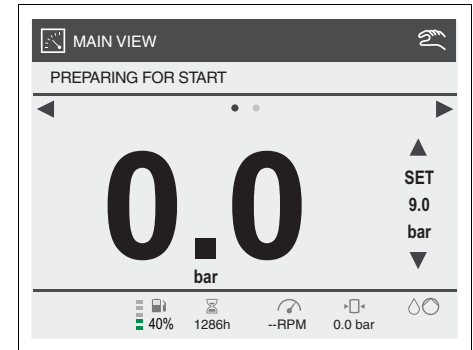 MAIN VIEW
PREPARING FOR START
0.0
bar
SET
9.0
bar
40%
1286h
--RPM
0.0 bar